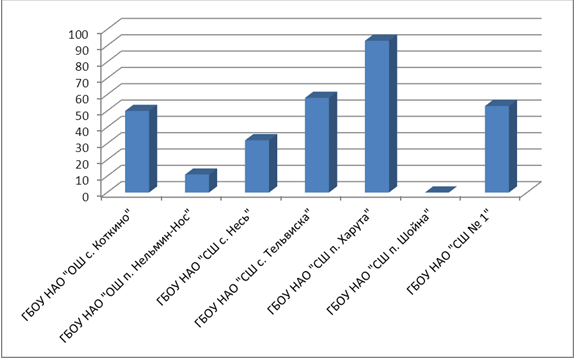 100
90
80
70
60
50
40
30
20
10
0
ГБОУ НАО "ОШ с. Коткино"
ГБОУ НАО "ОШ п. Нельмин-Нос"
ГБОУ НАО "СШ с. Несь"
ГБОУ НАО "СШ с. Тельвиска"
ГБОУ НАО "СШ п. Харута"
ГБОУ НАО "СШ п. Шойна"
ГБОУ НАО "СШ № 1"